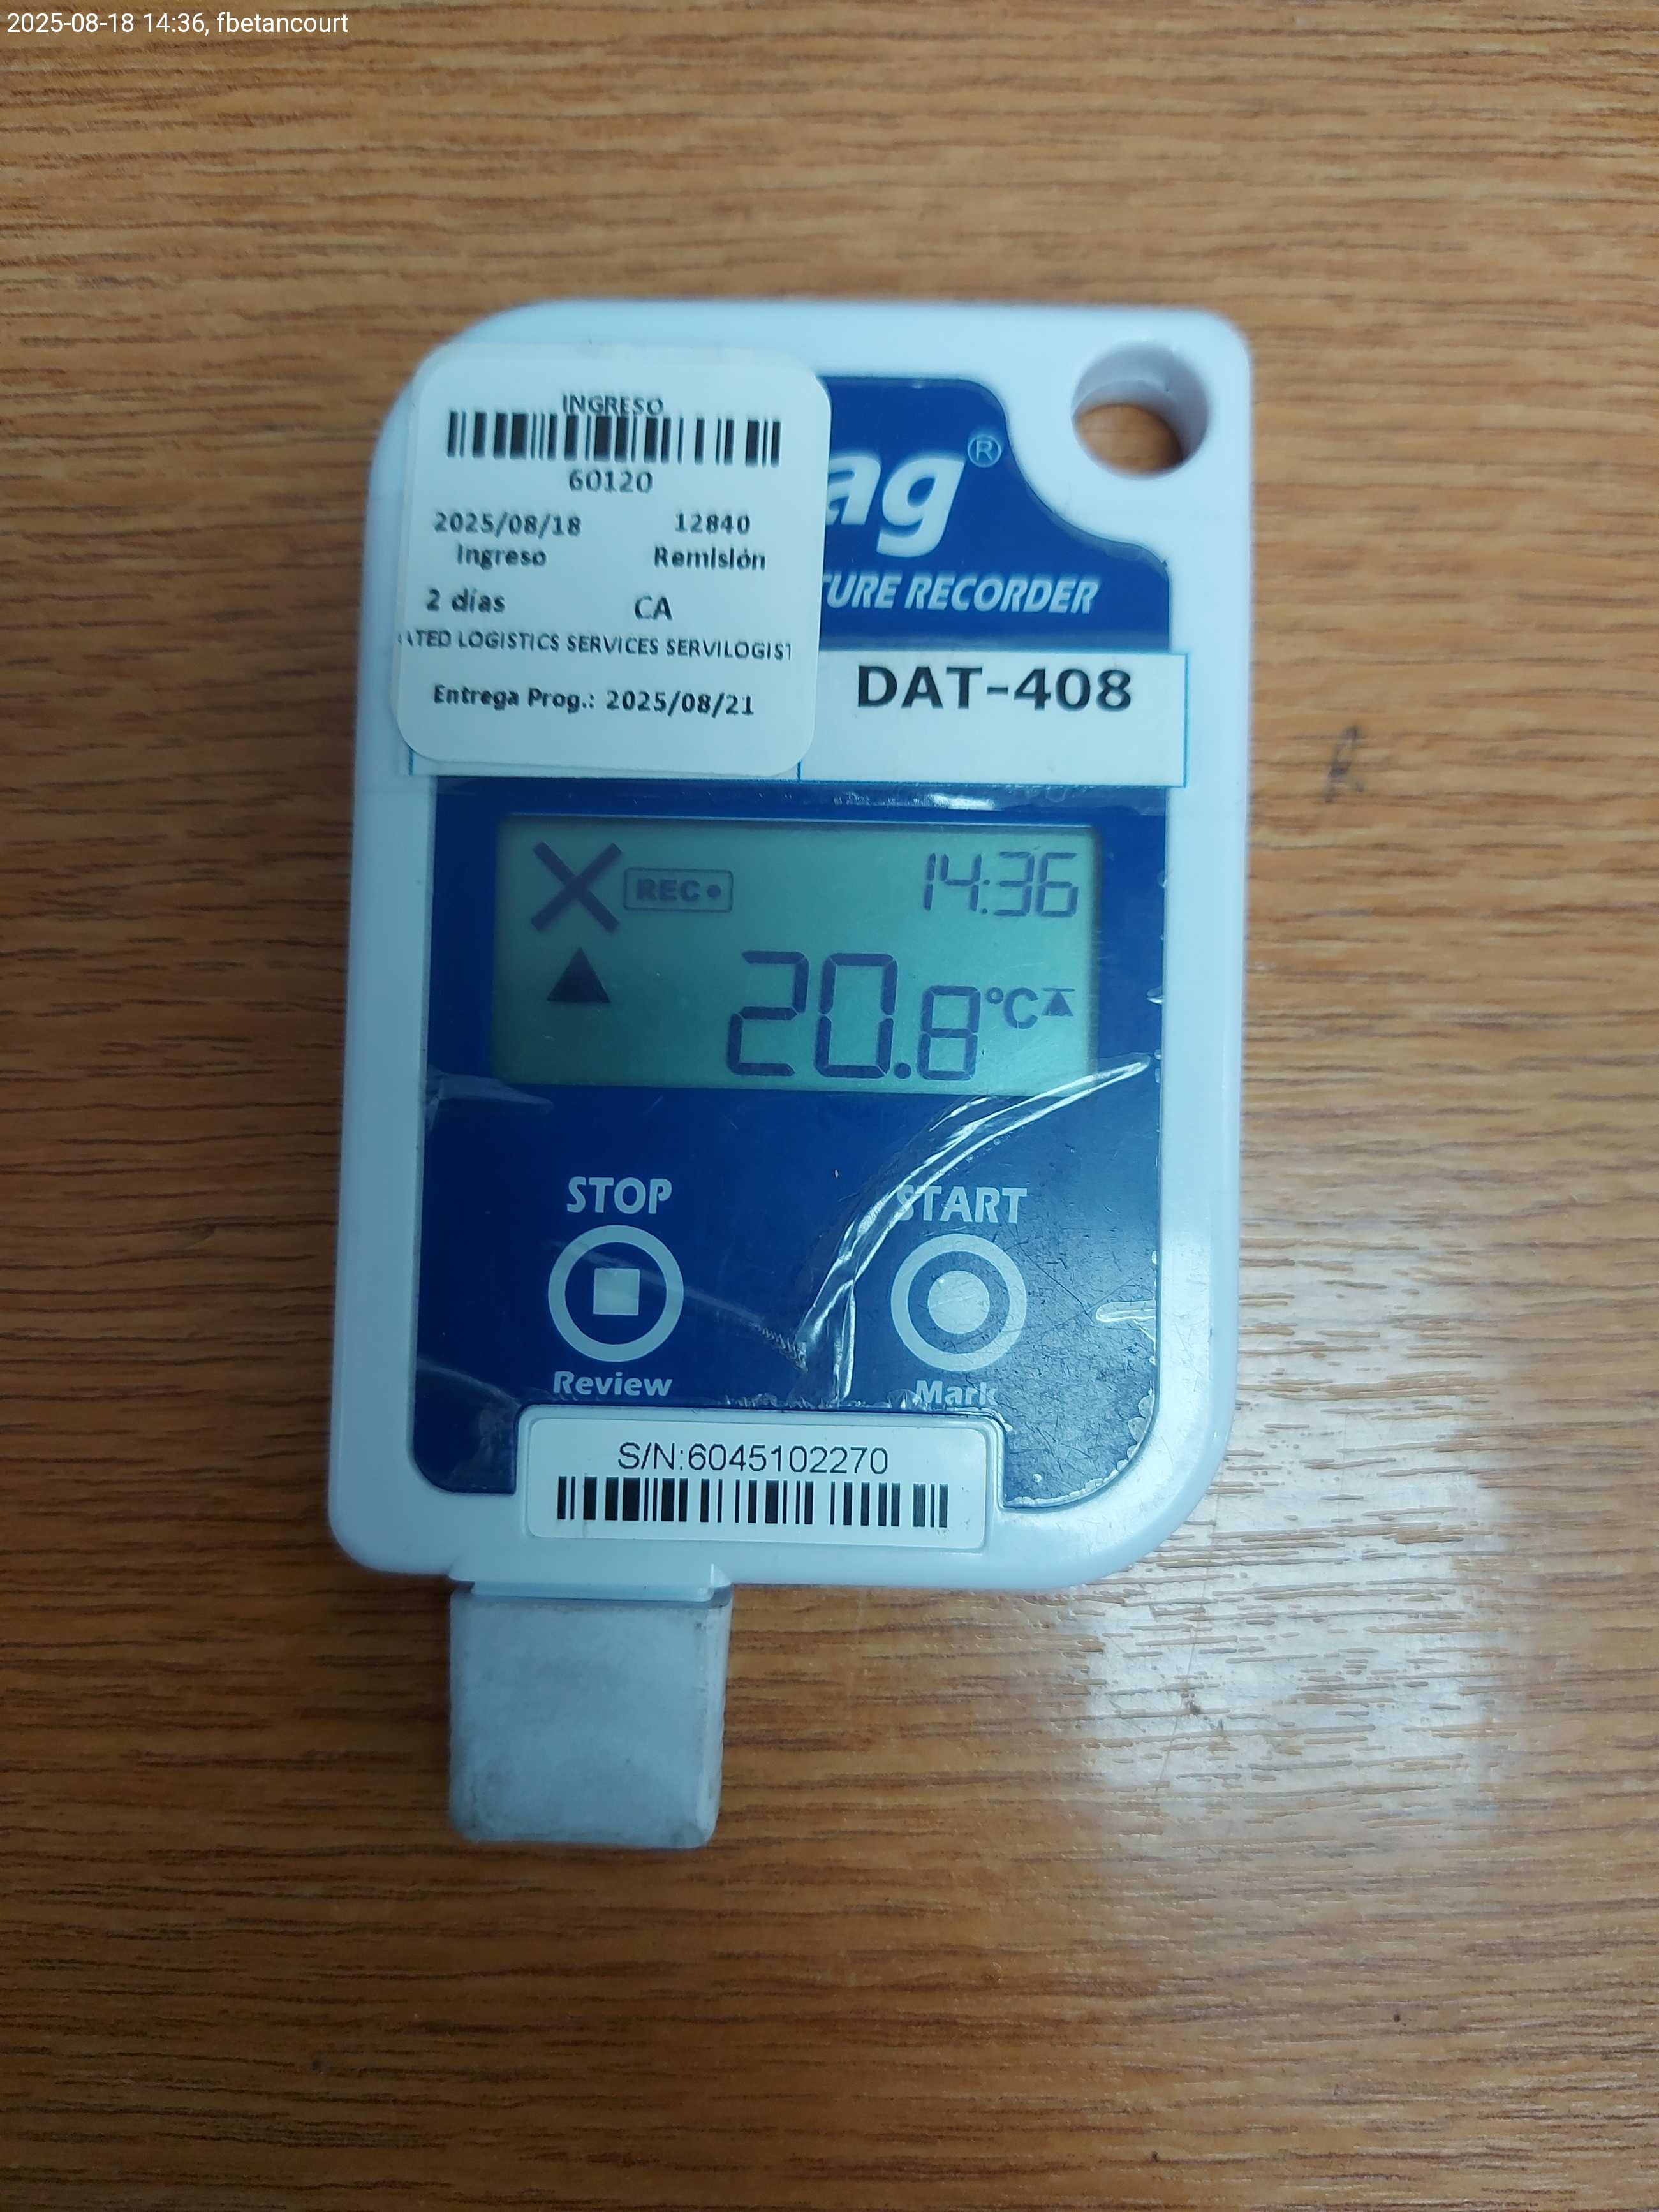 2025-08-18 14:36, fbetancourt
INGRESO
60120
2025/08/18 12840
Ingreso Remisión
2 días CA
ATED LOGISTICS SERVICES SERVILOGIST
Entrega Prog.: 2025/08/21
ag®
TURE RECORDER
DAT-408
REC 14:36
20.8°C
STOP START
Review Mark
S/N:6045102270